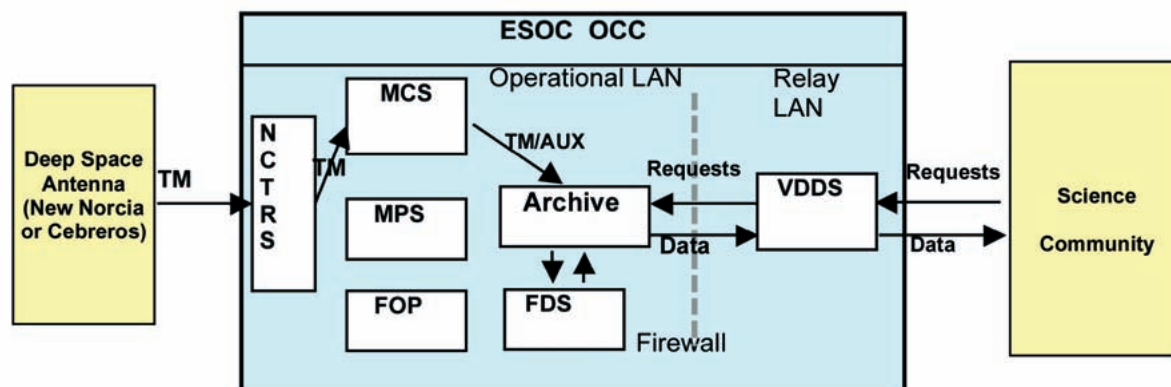 ESOC OCC
Operational LAN
Relay
LAN
Deep Space
Antenna
(New Norcia
or Cebreros)
TM
N
C
T
R
S
TM
MCS
TM/AUX
MPS
FOP
Archive
FDS
Requests
Data
Firewall
VDDS
Requests
Data
Science
Community